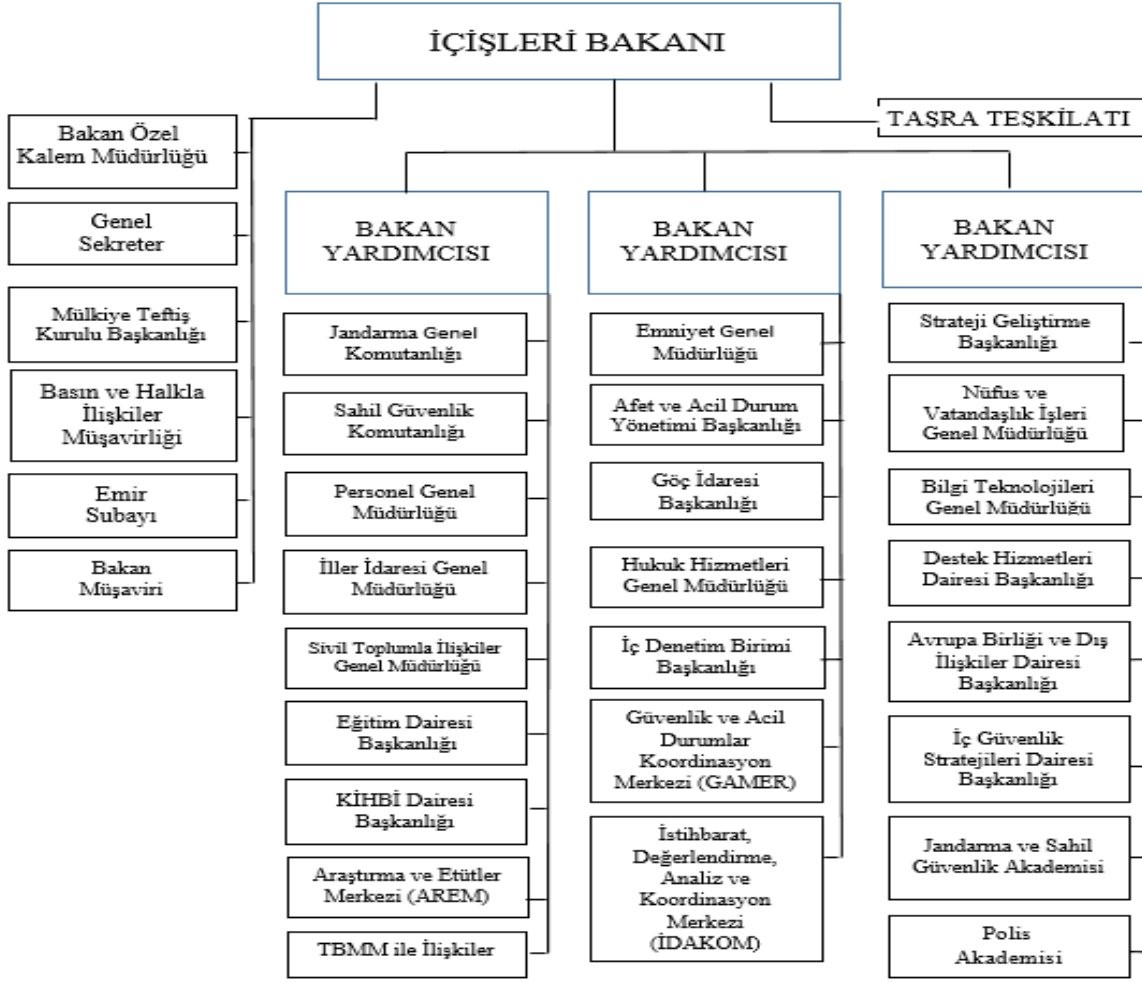 İÇİŞLERİ BAKANI
TAŞRA TEŞKİLATI
Bakan Özel
Kalem Müdürlüğü
Genel
Sekreter
Mülkiye Teftiş
Kurulu Başkanlığı
Basın ve Halkla
İlişkiler
Müşavirliği
Emir
Subayı
Bakan
Müşaviri
BAKAN
YARDIMCISI
Jandarma Genel
Komutanlığı
Sahil Güvenlik
Komutanlığı
Personel Genel
Müdürlüğü
İller İdaresi Genel
Müdürlüğü
Sivil Toplumla İlişkiler
Genel Müdürlüğü
Eğitim Dairesi
Başkanlığı
KİHBİ Dairesi
Başkanlığı
Araştırma ve Etütler
Merkezi (AREM)
TBMM ile İlişkiler
BAKAN
YARDIMCISI
Emniyet Genel
Müdürlüğü
Afet ve Acil Durum
Yönetimi Başkanlığı
Göç İdaresi
Başkanlığı
Hukuk Hizmetleri
Genel Müdürlüğü
İç Denetim Birimi
Başkanlığı
Güvenlik ve Acil
Durumlar
Koordinasyon
Merkezi (GAMER)
İstihbarat,
Değerlendirme,
Analiz ve
Koordinasyon
Merkezi
(İDAKOM)
BAKAN
YARDIMCISI
Strateji Geliştirme
Başkanlığı
Nüfus ve
Vatandaşlık İşleri
Genel Müdürlüğü
Bilgi Teknolojileri
Genel Müdürlüğü
Destek Hizmetleri
Dairesi Başkanlığı
Avrupa Birliği ve Dış
İlişkiler Dairesi
Başkanlığı
İç Güvenlik
Stratejileri Dairesi
Başkanlığı
Jandarma ve Sahil
Güvenlik Akademisi
Polis
Akademisi